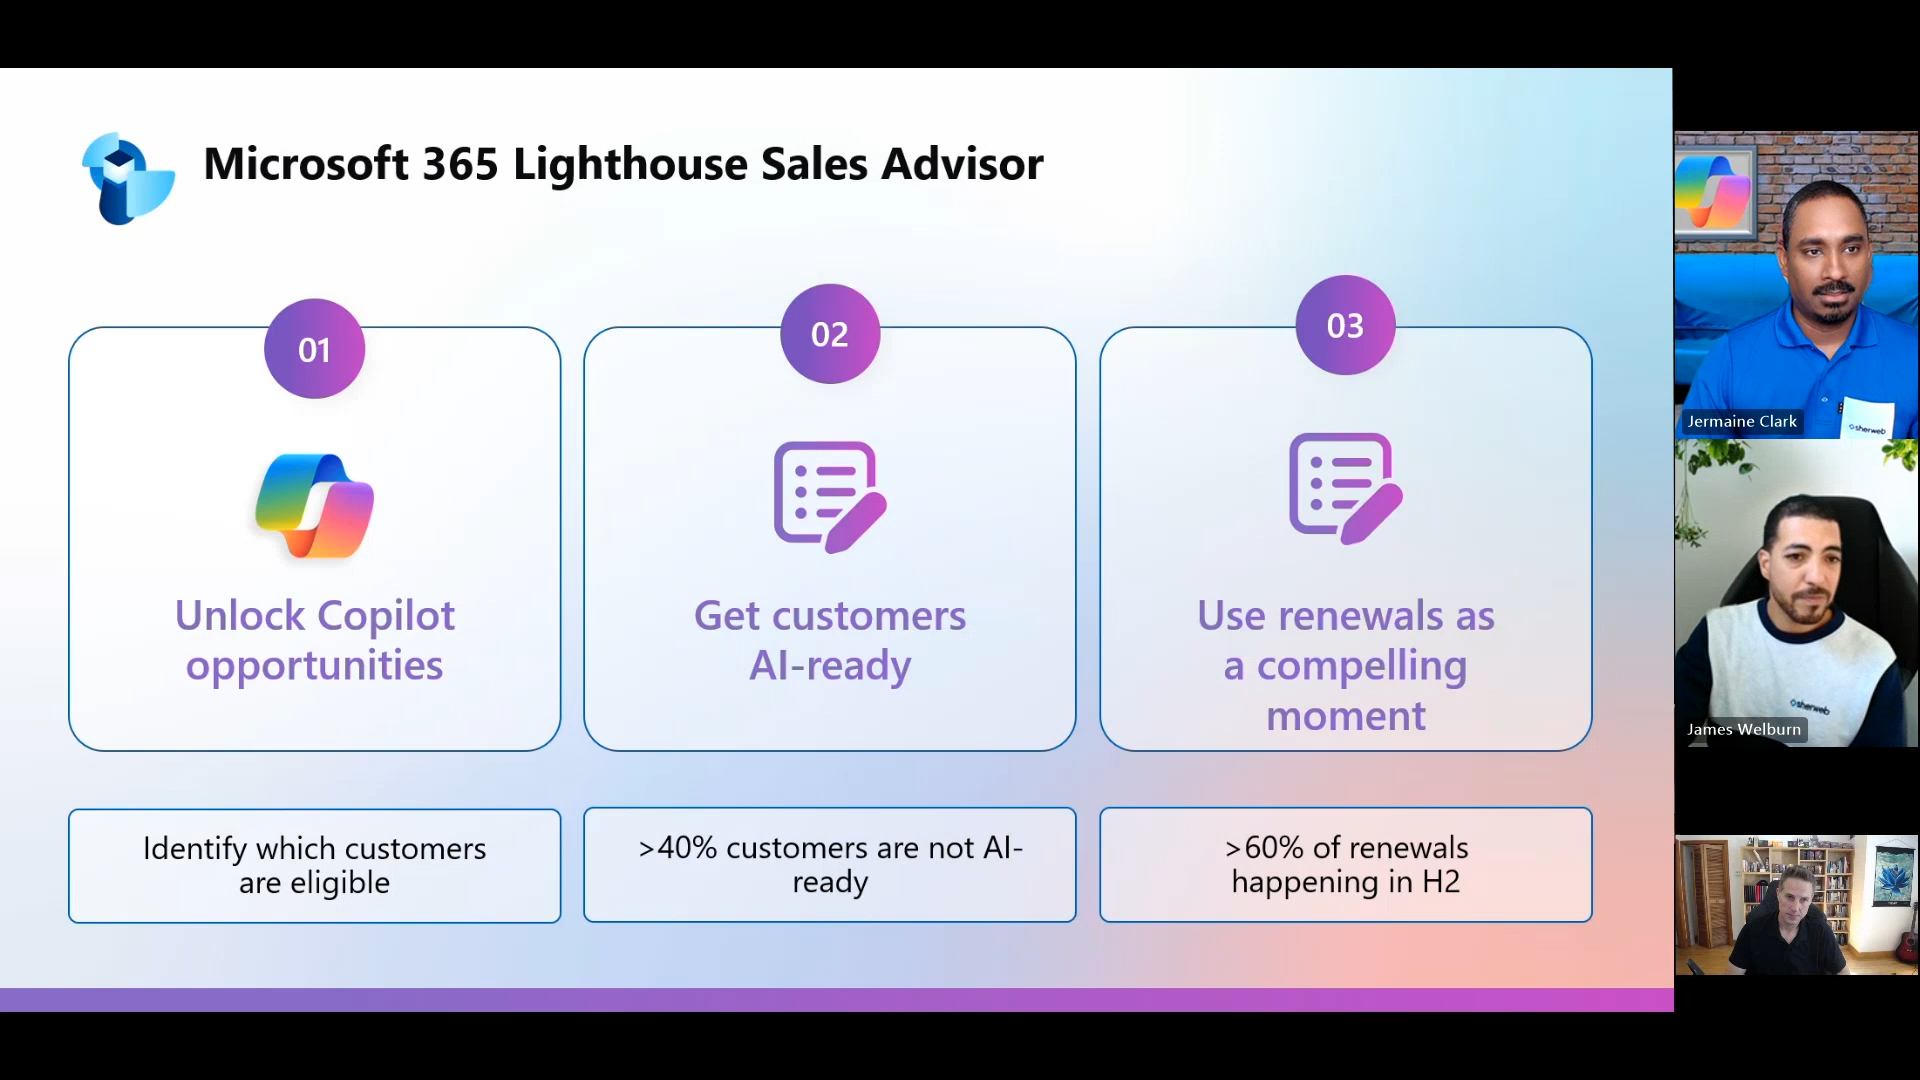 Microsoft 365 Lighthouse Sales Advisor
01
Unlock Copilot
opportunities
Identify which customers
are eligible
02
Get customers
AI-ready
>40% customers are not AI-
ready
03
Use renewals as
a compelling
moment
>60% of renewals
happening in H2
sherweb
Jermaine Clark
sherweb
James Welburn